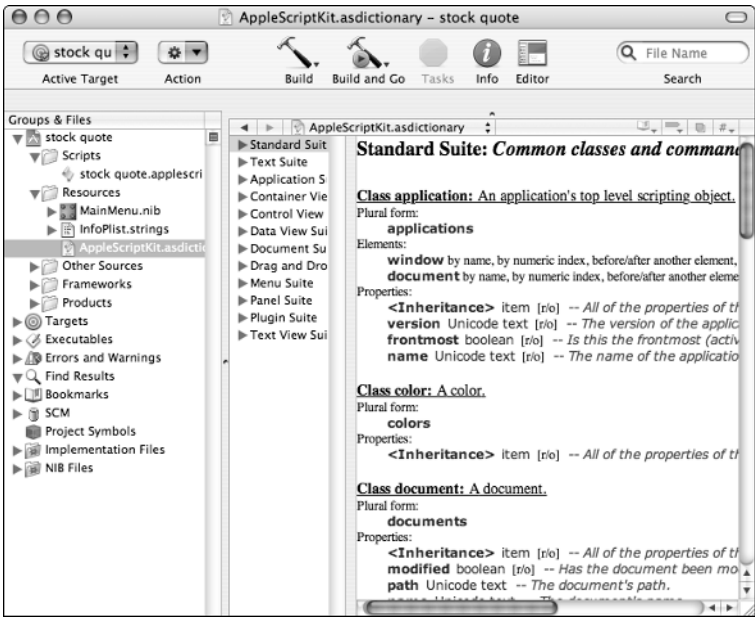 AppleScriptKit.asdictionary – stock quote
stock qu
File Name
Active Target
Action
Build
Build and Go
Tasks
Info
Editor
Search
Groups & Files
stock quote
Scripts
stock quote.applescri
Resources
MainMenu.nib
InfoPlist.strings
AppleScriptKit.asdictio
Other Sources
Frameworks
Products
Targets
Executables
Errors and Warnings
Find Results
Bookmarks
SCM
Project Symbols
Implementation Files
NIB Files
AppleScriptKit.asdictionary
Standard Suit
Text Suite
Application S
Container Vie
Control View
Data View Sui
Document Su
Drag and Dro
Menu Suite
Panel Suite
Plugin Suite
Text View Sui
Standard Suite: Common classes and command
Class application: An application's top level scripting object.
Plural form:
applications
Elements:
window by name, by numeric index, before/after another element,
document by name, by numeric index, before/after another eleme
Properties:
<Inheritance> item [r/o] -- All of the properties of th
version Unicode text [r/o] -- The version of the applic
frontmost boolean [r/o] -- Is this the frontmost (activ
name Unicode text [r/o] -- The name of the applicatio
Class color: A color.
Plural form:
colors
Properties:
<Inheritance> item [r/o] -- All of the properties of th
Class document: A document.
Plural form:
documents
Properties:
<Inheritance> item [r/o] -- All of the properties of th
modified boolean [r/o] -- Has the document been mo
path Unicode text -- The document's path.